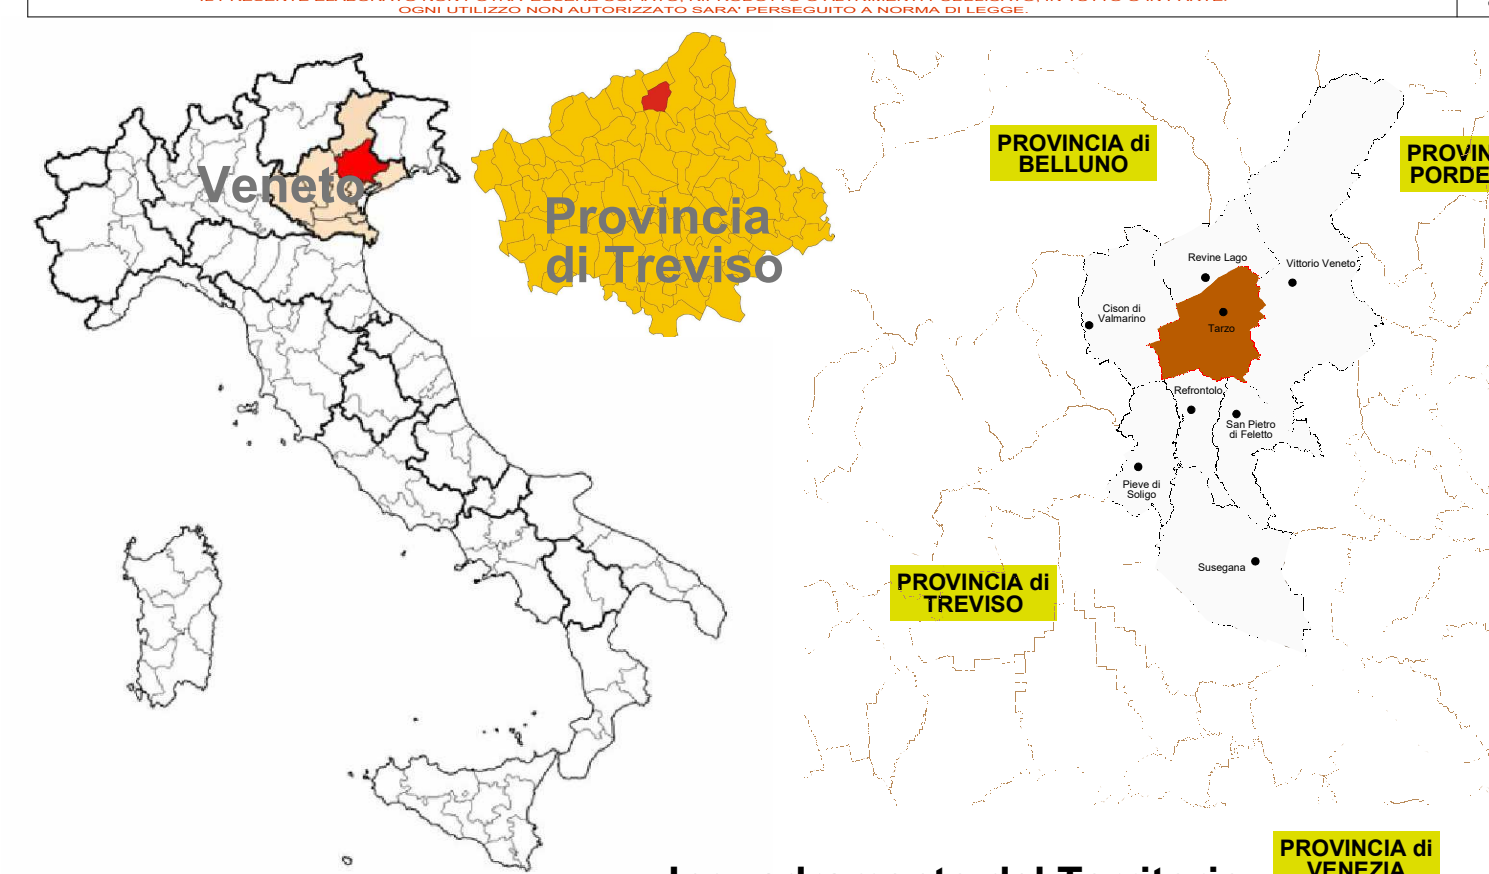 OGNI UTILIZZO NON AUTORIZZATO SARA' PERSEGUITO A NORMA DI LEGGE.
Veneto
Provincia
di Treviso
PROVINCIA di
BELLUNO
PROVIN
PORDE
Revine Lago
Vittorio Veneto
Cison di
Valmarino
Tarzo
Refrontolo
San Pietro
di Feletto
Pieve di
Soligo
Susegana
PROVINCIA di
TREVISO
PROVINCIA di
VENEZIA